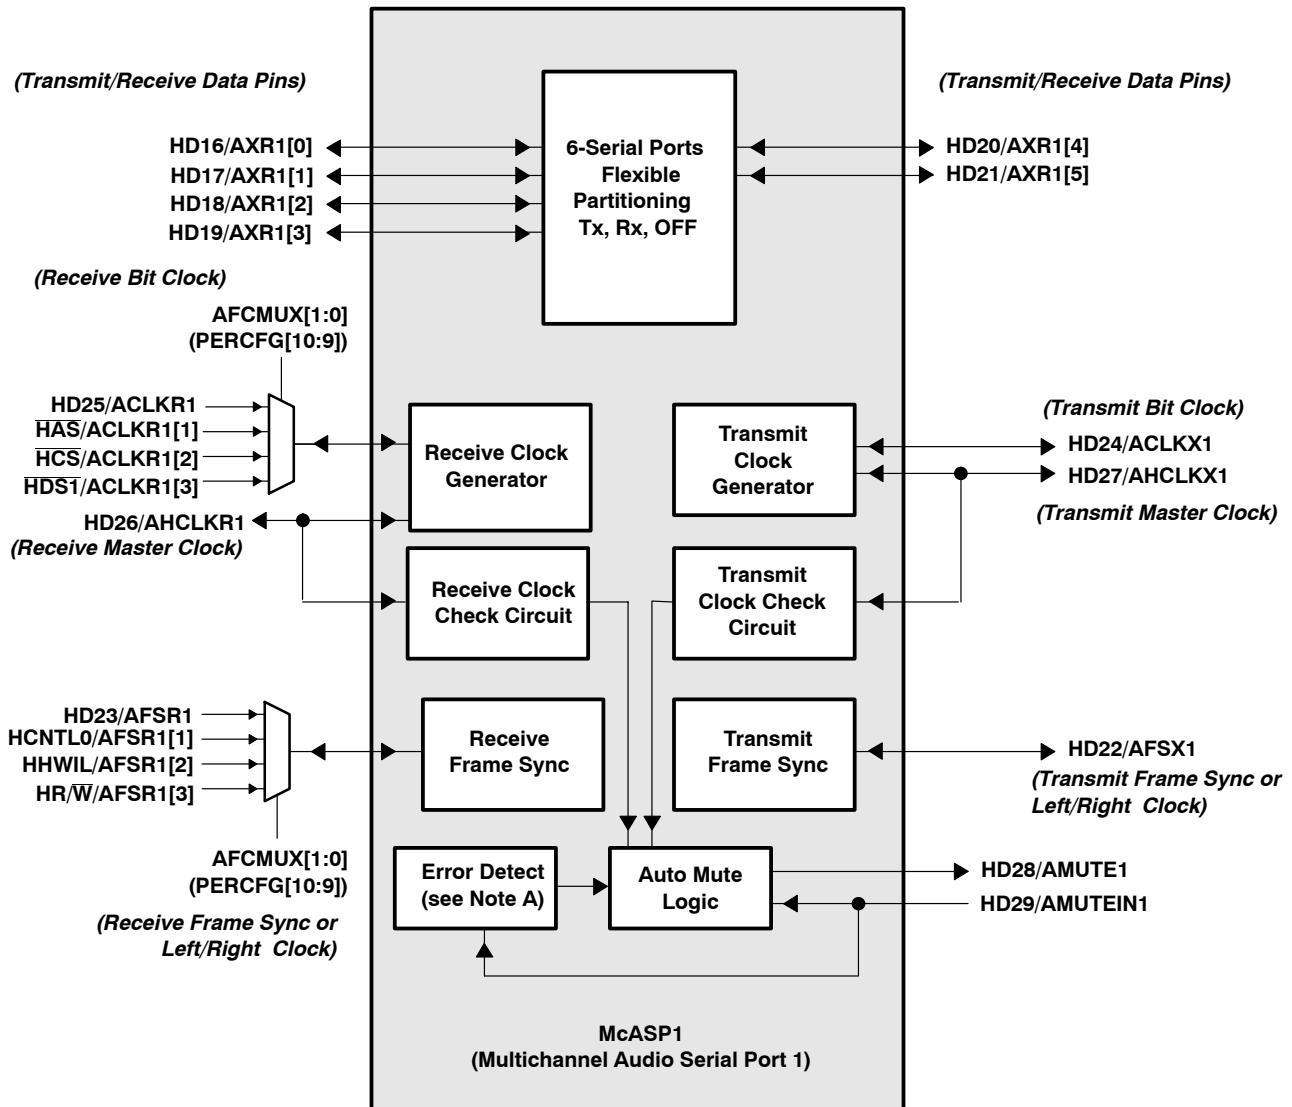 (Transmit/Receive Data Pins)
HD16/AXR1[0]
HD17/AXR1[1]
HD18/AXR1[2]
HD19/AXR1[3]
6-Serial Ports
Flexible
Partitioning
Tx, Rx, OFF
(Transmit/Receive Data Pins)
HD20/AXR1[4]
HD21/AXR1[5]
(Receive Bit Clock)
AFCMUX[1:0]
(PERCFG[10:9])
HD25/ACLKR1
H̅A̅S̅/ACLKR1[1]
H̅C̅S̅/ACLKR1[2]
H̅D̅S̅1̅/ACLKR1[3]
HD26/AHCLKR1
(Receive Master Clock)
Receive Clock
Generator
Transmit
Clock
Generator
(Transmit Bit Clock)
HD24/ACLKX1
HD27/AHCLKX1
(Transmit Master Clock)
Receive Clock
Check Circuit
Transmit
Clock Check
Circuit
HD23/AFSR1
HCNTL0/AFSR1[1]
HHWIL/AFSR1[2]
HR/W̅/AFSR1[3]
AFCMUX[1:0]
(PERCFG[10:9])
(Receive Frame Sync or
Left/Right Clock)
Receive
Frame Sync
Transmit
Frame Sync
HD22/AFSX1
(Transmit Frame Sync or
Left/Right Clock)
Error Detect
(see Note A)
Auto Mute
Logic
HD28/AMUTE1
HD29/AMUTEIN1
McASP1
(Multichannel Audio Serial Port 1)